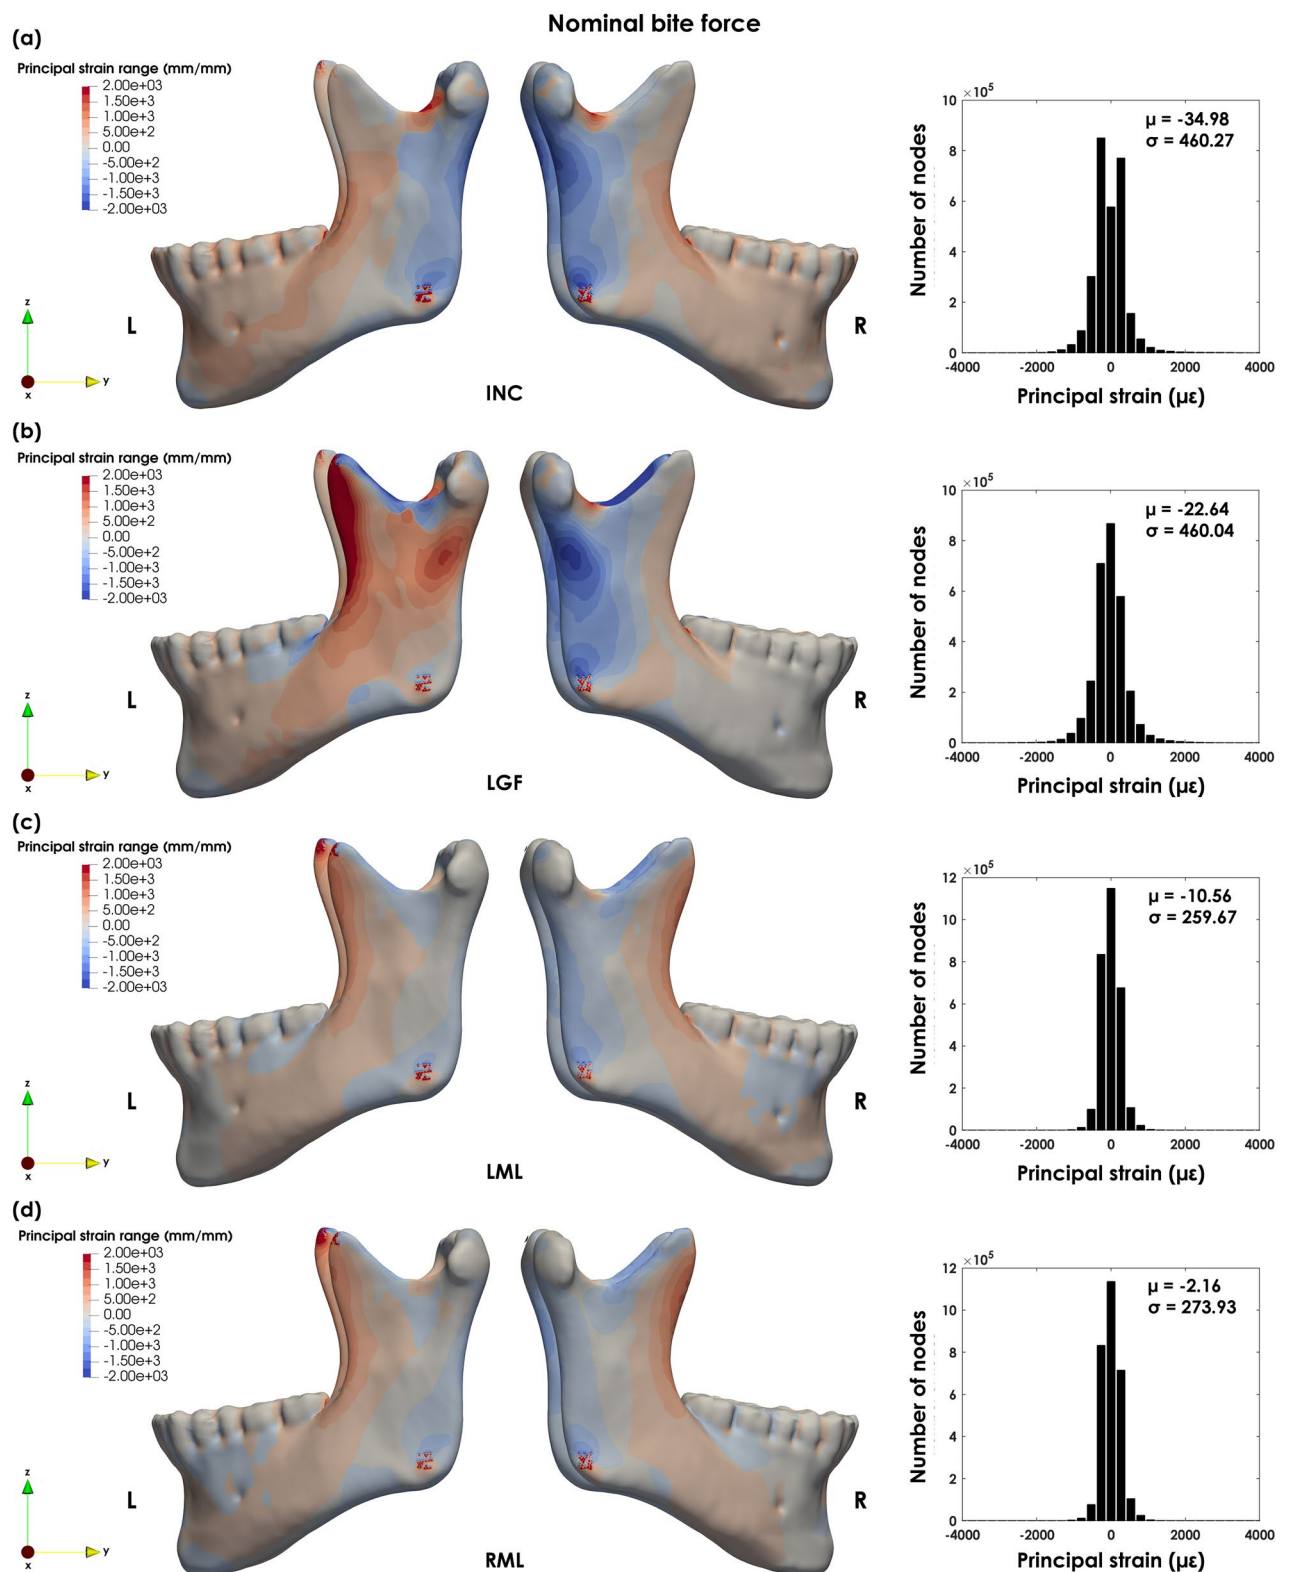 Nominal bite force
(a)
Principal strain range (mm/mm)
2.00e+03
1.50e+3
1.00e+3
5.00e+2
0.00
-5.00e+2
-1.00e+3
-1.50e+3
-2.00e+03
z
y
x
L
R
INC
×10⁵
10
8
6
4
2
0
-4000 -2000 0 2000 4000
Number of nodes
Principal strain (με)
μ = -34.98
σ = 460.27
(b)
Principal strain range (mm/mm)
2.00e+03
1.50e+3
1.00e+3
5.00e+2
0.00
-5.00e+2
-1.00e+3
-1.50e+3
-2.00e+03
z
y
x
L
R
LGF
×10⁵
10
8
6
4
2
0
-4000 -2000 0 2000 4000
Number of nodes
Principal strain (με)
μ = -22.64
σ = 460.04
(c)
Principal strain range (mm/mm)
2.00e+03
1.50e+3
1.00e+3
5.00e+2
0.00
-5.00e+2
-1.00e+3
-1.50e+3
-2.00e+03
z
y
x
L
R
LML
×10⁵
12
10
8
6
4
2
0
-4000 -2000 0 2000 4000
Number of nodes
Principal strain (με)
μ = -10.56
σ = 259.67
(d)
Principal strain range (mm/mm)
2.00e+03
1.50e+3
1.00e+3
5.00e+2
0.00
-5.00e+2
-1.00e+3
-1.50e+3
-2.00e+03
z
y
x
L
R
RML
×10⁵
12
10
8
6
4
2
0
-4000 -2000 0 2000 4000
Number of nodes
Principal strain (με)
μ = -2.16
σ = 273.93